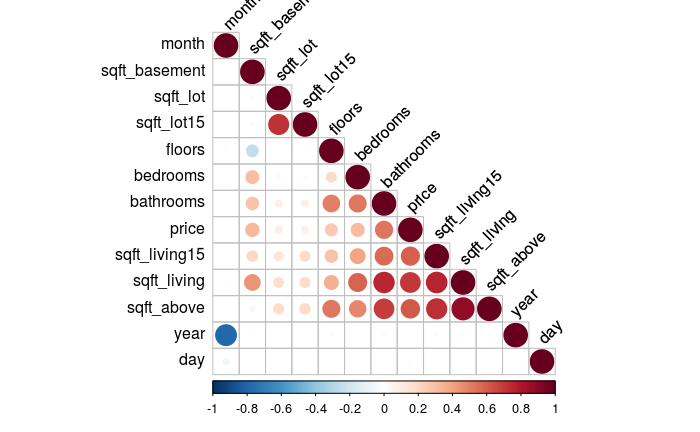 month
sqft_basem
sqft_lot
sqft_lot15
floors
bedrooms
bathrooms
price
sqft_living15
sqft_living
sqft_above
year
day
month
sqft_basement
sqft_lot
sqft_lot15
floors
bedrooms
bathrooms
price
sqft_living15
sqft_living
sqft_above
year
day
-1 -0.8 -0.6 -0.4 -0.2 0 0.2 0.4 0.6 0.8 1